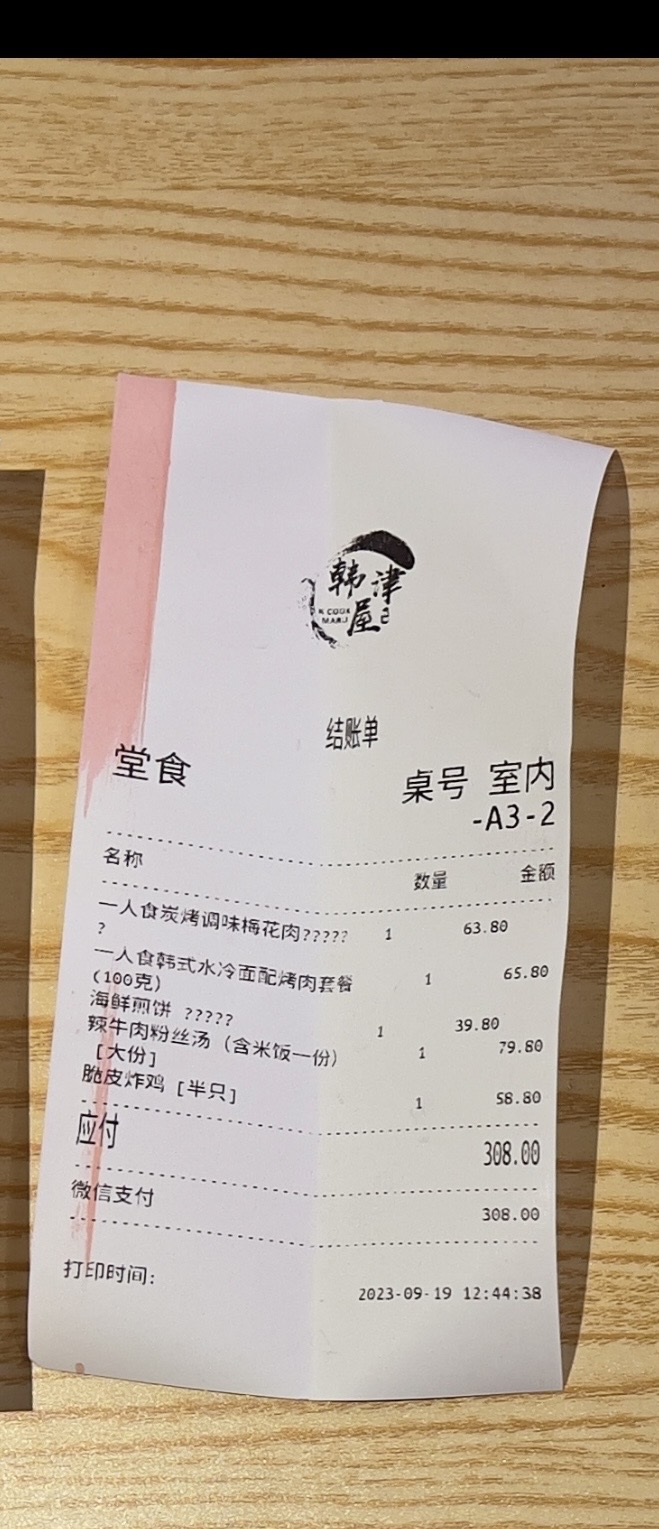 韩津
屋
K COOK
MARU
结账单
堂食
桌号 室内
-A3-2
名称 数量 金额
一人食炭烤调味梅花肉????? 1 63.80
?
一人食韩式水冷面配烤肉套餐 1 65.80
(100克)
海鲜煎饼 ????? 1 39.80
辣牛肉粉丝汤 (含米饭一份) 1 79.80
[大份]
脆皮炸鸡 [半只] 1 58.80
应付 308.00
微信支付 308.00
打印时间: 2023-09-19 12:44:38